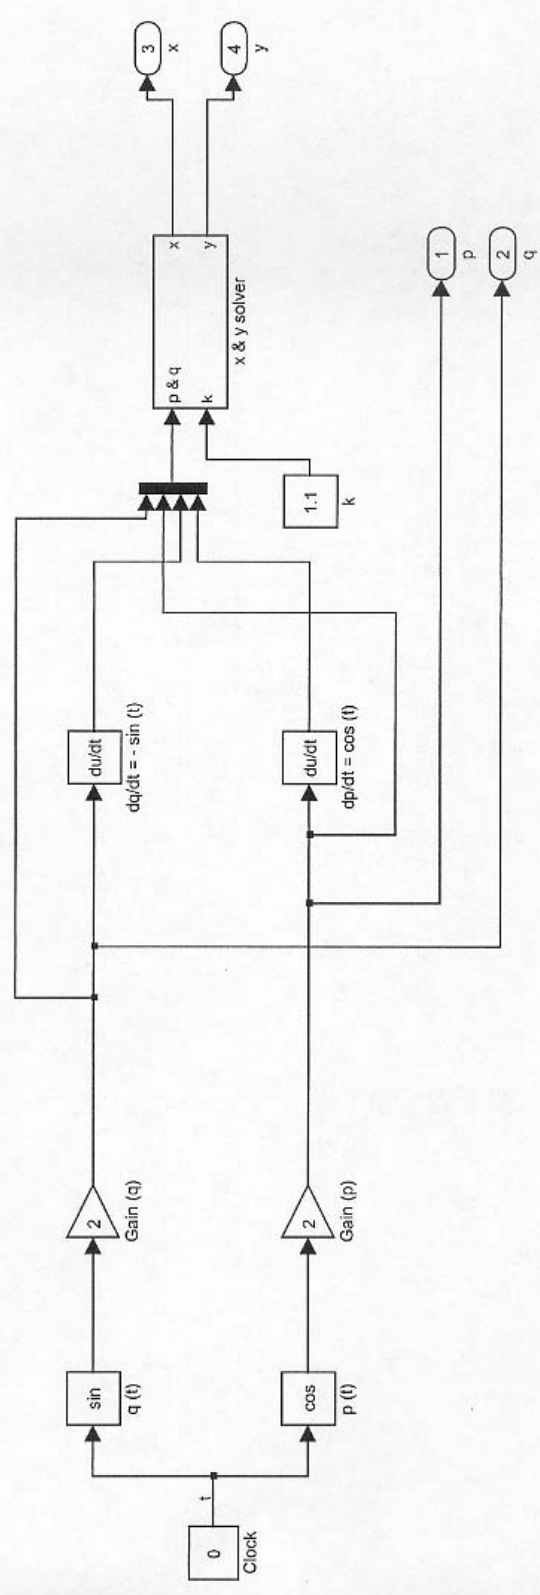 0
Clock
t
sin
q (t)
cos
p (t)
2
Gain (q)
2
Gain (p)
du/dt
dq/dt = - sin (t)
du/dt
dp/dt = cos (t)
1.1
k
p & q
k
x
y
x & y solver
3
x
4
y
1
p
2
q